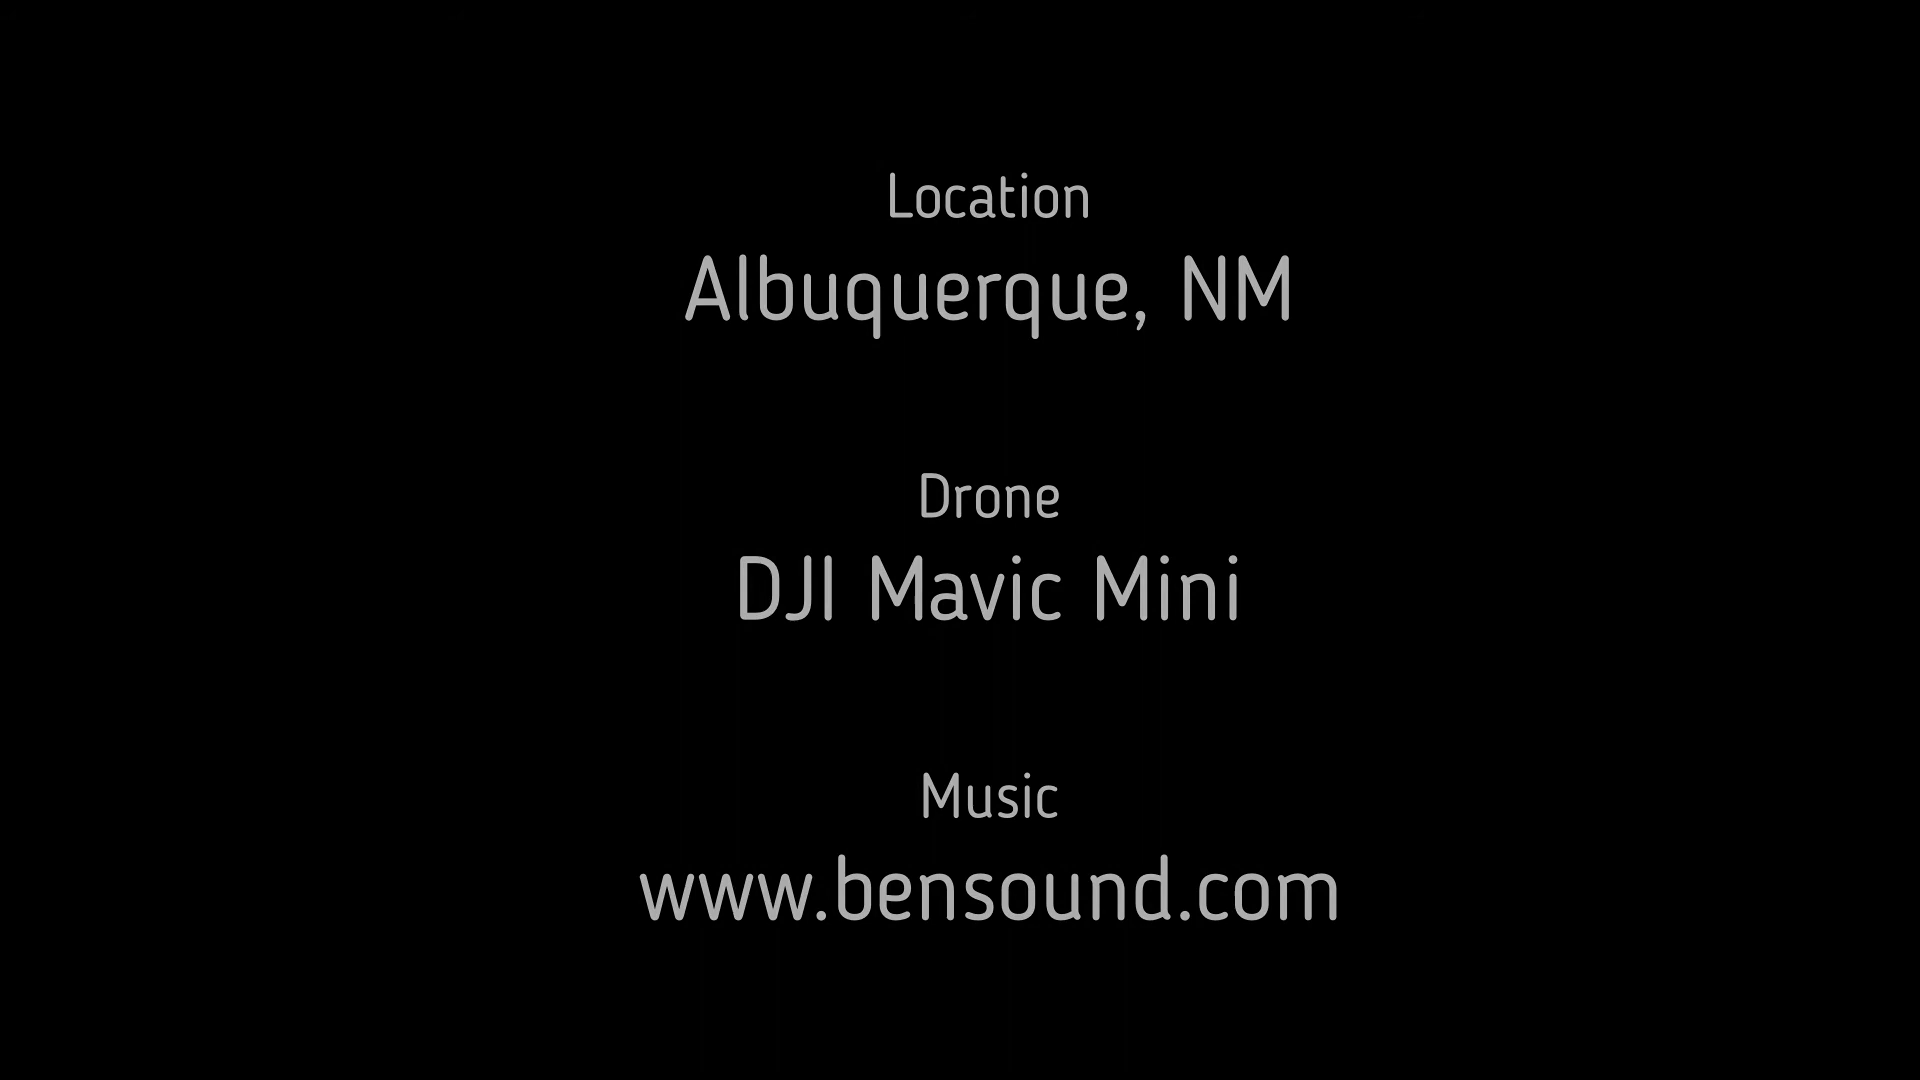 Location
Albuquerque, NM
Drone
DJI Mavic Mini
Music
www.bensound.com